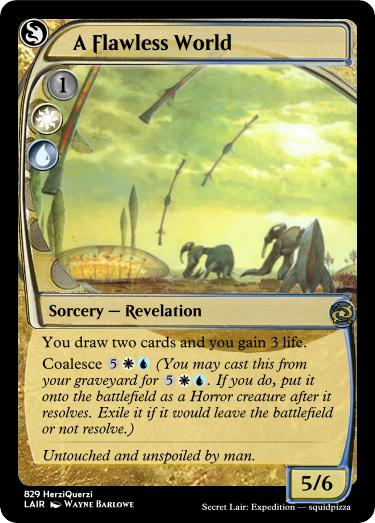 A Flawless World
1
Sorcery — Revelation
You draw two cards and you gain 3 life.
Coalesce 5 (You may cast this
from your graveyard for 5 . If you do, put it
onto the battlefield as a Horror creature after it
resolves. Exile it if it would leave the battlefield
or not resolve.)
Untouched and unspoiled by man.
5/6
829 HerziQuerzi
LAIR Wayne Barlowe
Secret Lair: Expedition — squidpizza